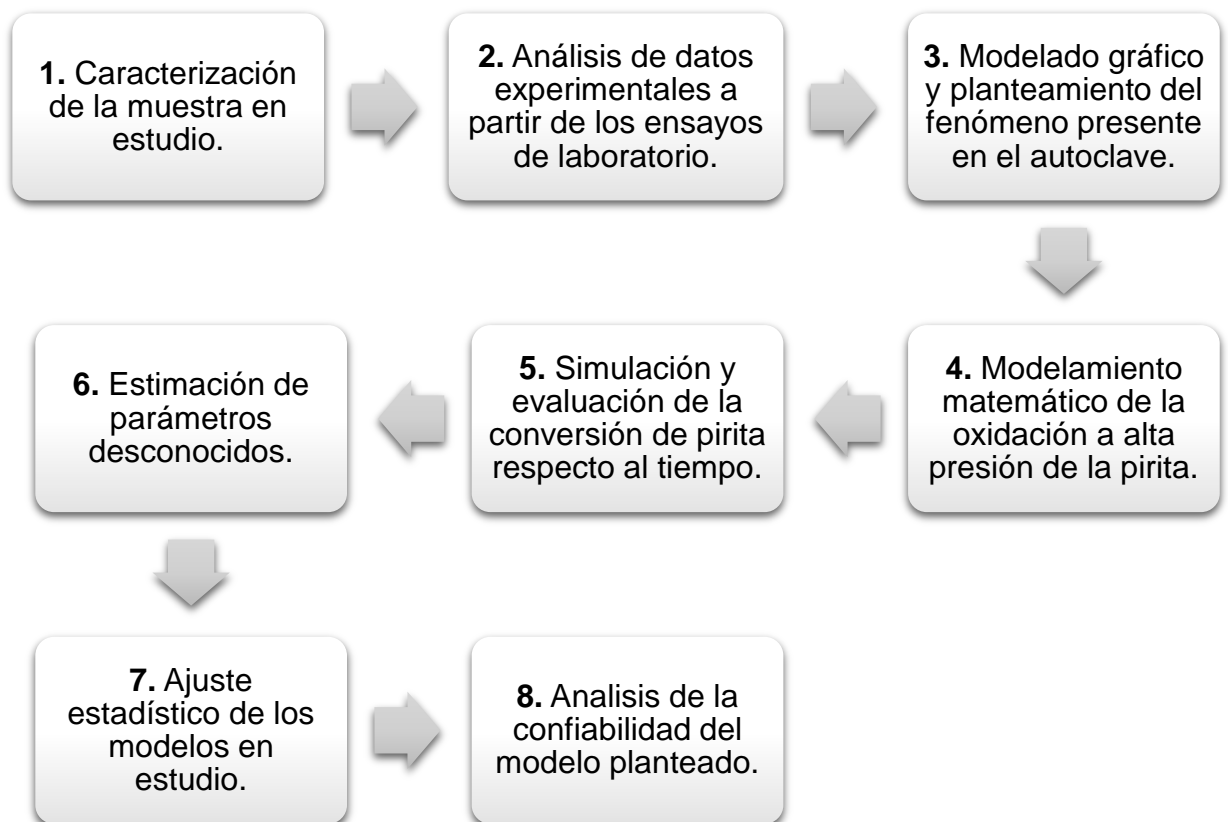 1. Caracterización
de la muestra en
estudio.
2. Análisis de datos
experimentales a
partir de los ensayos
de laboratorio.
3. Modelado gráfico
y planteamiento del
fenómeno presente
en el autoclave.
4. Modelamiento
matemático de la
oxidación a alta
presión de la pirita.
5. Simulación y
evaluación de la
conversión de pirita
respecto al tiempo.
6. Estimación de
parámetros
desconocidos.
7. Ajuste
estadístico de los
modelos en
estudio.
8. Analisis de la
confiabilidad del
modelo planteado.